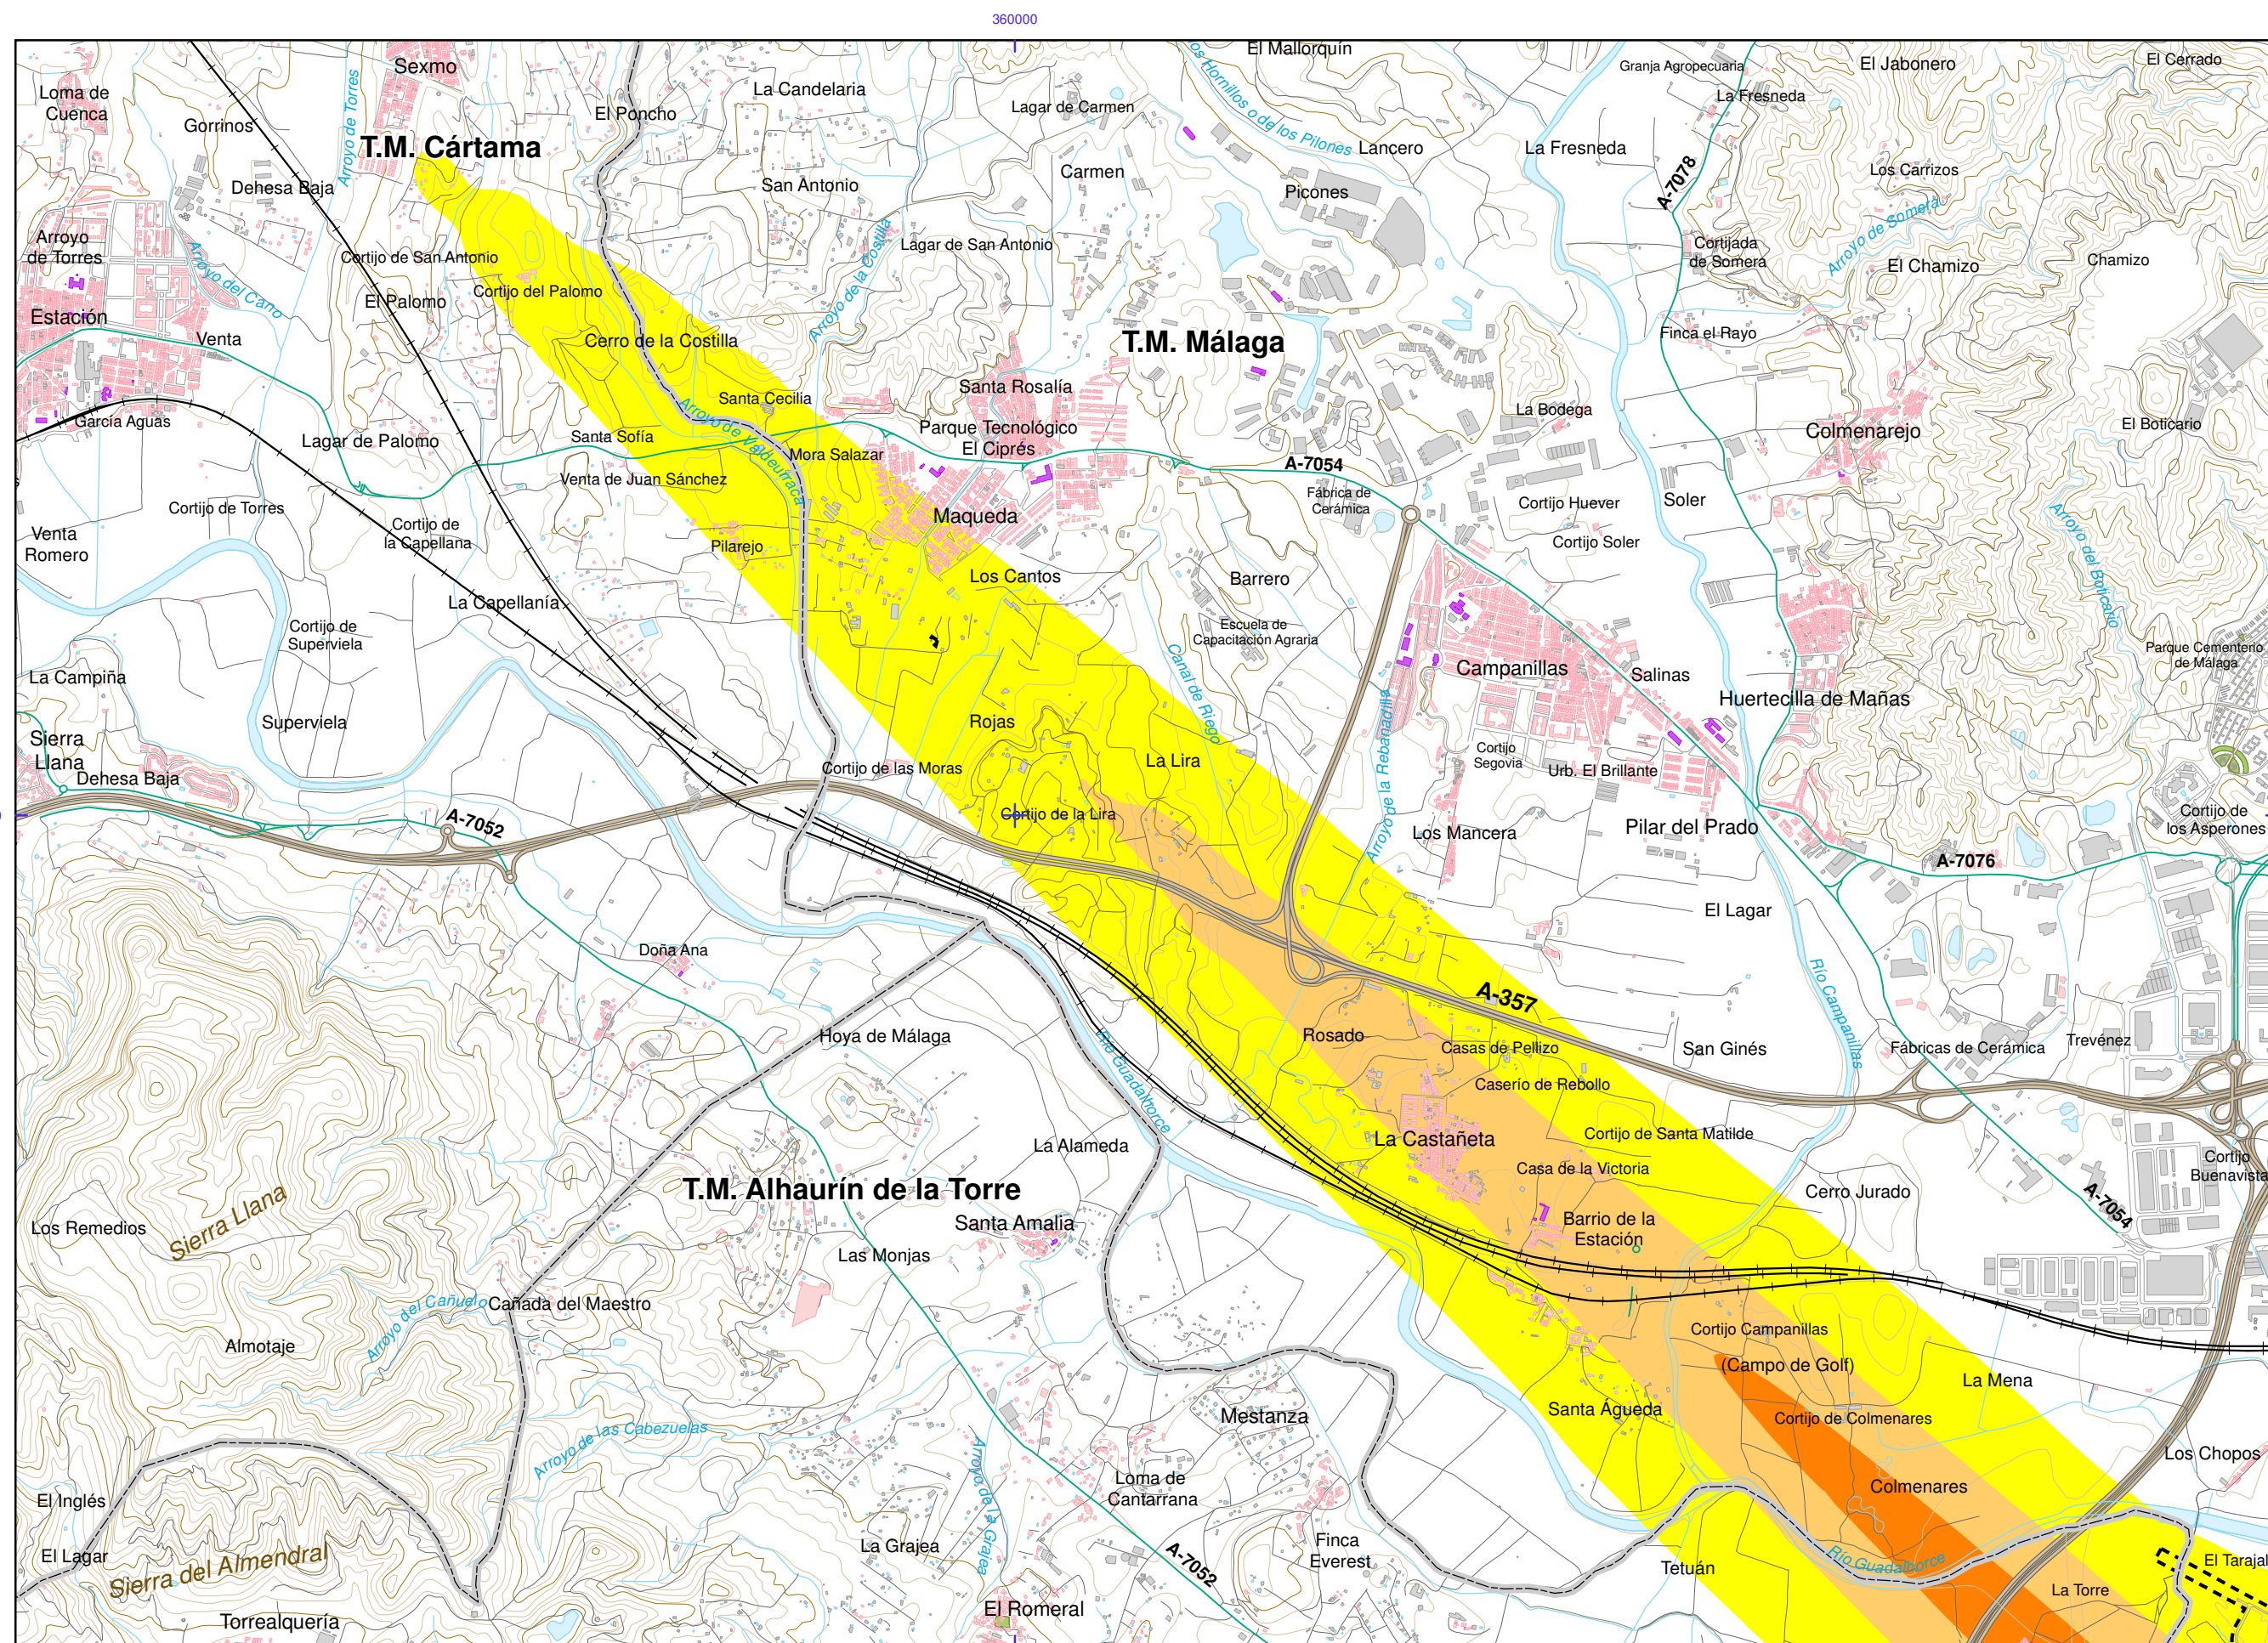 360000
El Mallorquín
Sexmo
Granja Agropecuaria
El Jabonero
El Cerrado
Loma de
Cuenca
La Candelaria
La Fresneda
Gorrinos
El Poncho
Lagar de Carmen
os Hornillos o de los Pilones
Arroyo de Torres
T.M. Cártama
Lancero
La Fresneda
A-7078
Dehesa Baja
San Antonio
Carmen
Picones
Los Carrizos
Arroyo de Somera
Arroyo
de Torres
Cortijo de San Antonio
Lagar de San Antonio
Cortijada
de Somera
El Chamizo
Chamizo
Arroyo del Cano
Arroyo de la Costilla
El Palomo
Cortijo del Palomo
Estación
Venta
Cerro de la Costilla
T.M. Málaga
Finca el Rayo
Santa Rosalía
Santa Cecilia
La Bodega
García Aguas
Arroyo de Valdeurraca
Lagar de Palomo
Santa Sofía
Parque Tecnológico
El Ciprés
Colmenarejo
El Boticario
Mora Salazar
A-7054
Venta de Juan Sánchez
Fábrica de
Cerámica
Cortijo Huever
Soler
Cortijo de Torres
Maqueda
Venta
Romero
Cortijo de
la Capellana
Pilarejo
Cortijo Soler
Arroyo del Boticario
Los Cantos
Barrero
La Capellanía
Cortijo de
Superviela
Escuela de
Capacitación Agraria
Parque Cementerio
de Málaga
La Campiña
Canal de Riego
Campanillas
Salinas
Huertecilla de Mañas
Superviela
Rojas
Arroyo de la Rebanadilla
Sierra
Llana
Dehesa Baja
Cortijo de las Moras
La Lira
Cortijo
Segovia
Urb. El Brillante
Cortijo de la Lira
A-7052
Los Mancera
Pilar del Prado
Cortijo de
los Asperones
A-7076
El Lagar
Doña Ana
Río Campanillas
A-357
Hoya de Málaga
Río Guadalhorce
Rosado
Casas de Pellizo
San Ginés
Fábricas de Cerámica
Trevénez
Caserío de Rebollo
La Alameda
La Castañeta
Cortijo de Santa Matilde
Casa de la Victoria
Cortijo
Buenavista
T.M. Alhaurín de la Torre
Cerro Jurado
A-7054
Los Remedios
Sierra Llana
Santa Amalia
Barrio de la
Estación
Las Monjas
Arroyo del Cañuelo
Cañada del Maestro
Cortijo Campanillas
Almotaje
(Campo de Golf)
La Mena
Santa Águeda
Mestanza
Cortijo de Colmenares
Arroyo de las Cabezuelas
Los Chopos
Arroyo de la Grajea
Loma de
Cantarrana
Colmenares
El Inglés
La Grajea
Finca
Everest
A-7052
El Lagar
Sierra del Almendral
Tetuán
Río Guadalhorce
El Tarajal
La Torre
El Romeral
Torrealquería